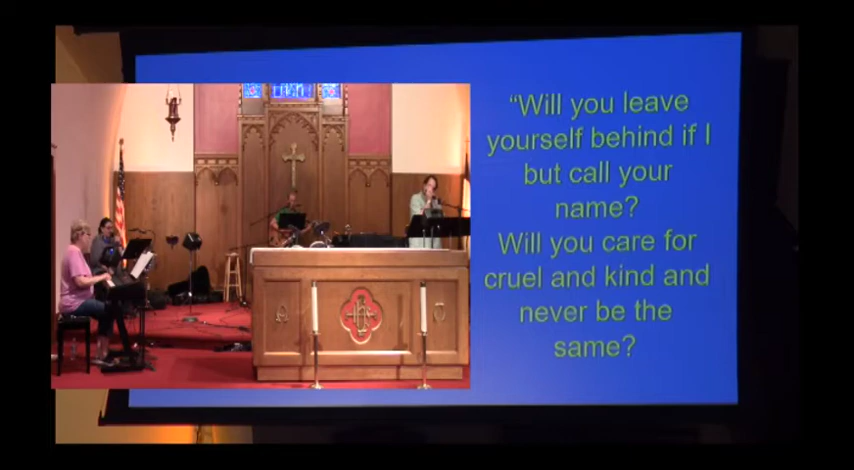 “Will you leave
yourself behind if I
but call your
name?
Will you care for
cruel and kind and
never be the
same?